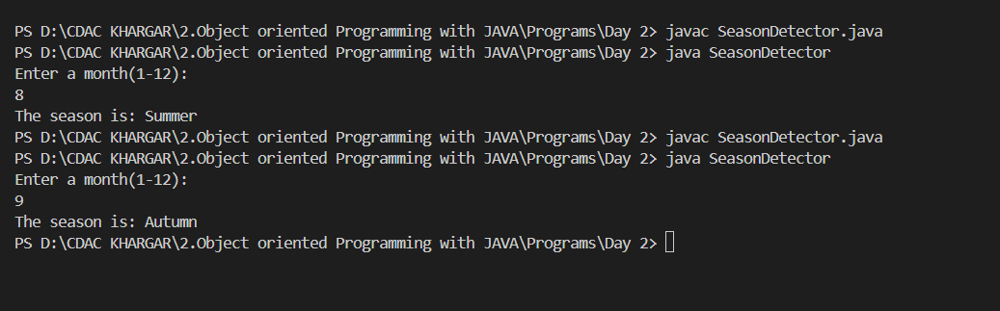 PS D:\CDAC KHARGAR\2.Object oriented Programming with JAVA\Programs\Day 2> javac SeasonDetector.java
PS D:\CDAC KHARGAR\2.Object oriented Programming with JAVA\Programs\Day 2> java SeasonDetector
Enter a month(1-12):
8
The season is: Summer
PS D:\CDAC KHARGAR\2.Object oriented Programming with JAVA\Programs\Day 2> javac SeasonDetector.java
PS D:\CDAC KHARGAR\2.Object oriented Programming with JAVA\Programs\Day 2> java SeasonDetector
Enter a month(1-12):
9
The season is: Autumn
PS D:\CDAC KHARGAR\2.Object oriented Programming with JAVA\Programs\Day 2>